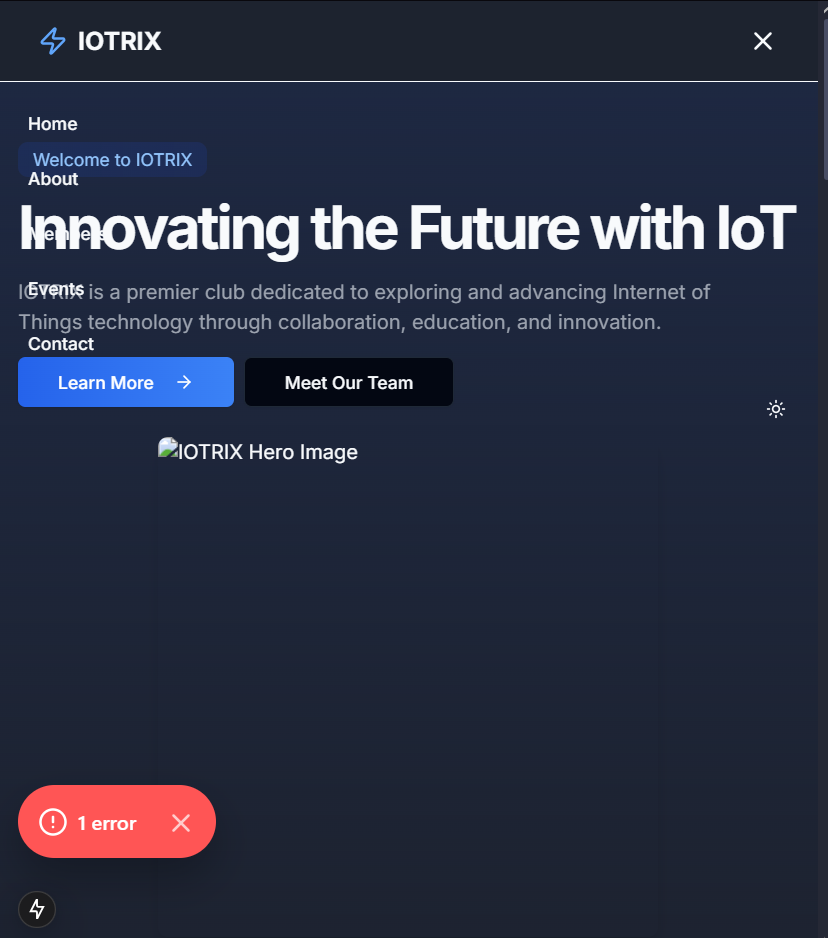 IOTRIX
Home
Welcome to IOTRIX
About
Innovating the Future with IoT
Members
Events
IOTRIX is a premier club dedicated to exploring and advancing Internet of
Things technology through collaboration, education, and innovation.
Contact
Learn More
Meet Our Team
IOTRIX Hero Image
1 error